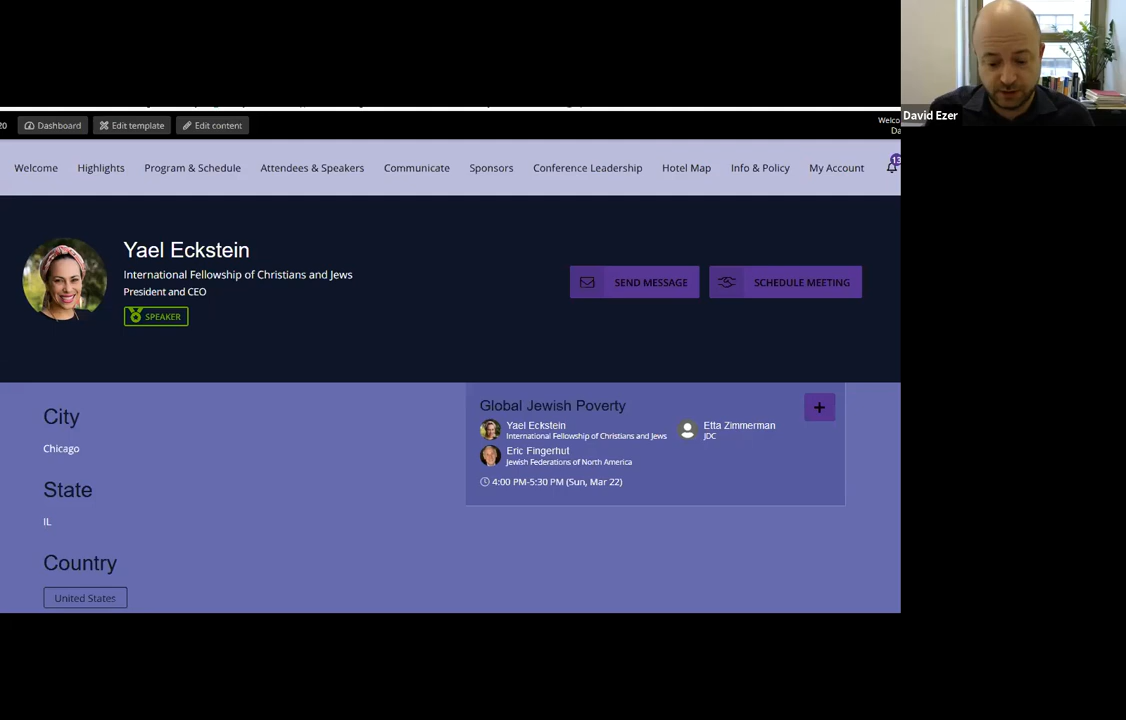 20
Dashboard
Edit template
Edit content
Welco
Da
David Ezer
Welcome
Highlights
Program & Schedule
Attendees & Speakers
Communicate
Sponsors
Conference Leadership
Hotel Map
Info & Policy
My Account
13
Yael Eckstein
International Fellowship of Christians and Jews
President and CEO
SPEAKER
SEND MESSAGE
SCHEDULE MEETING
City
Chicago
State
IL
Country
United States
Global Jewish Poverty
+
Yael Eckstein
International Fellowship of Christians and Jews
Etta Zimmerman
JDC
Eric Fingerhut
Jewish Federations of North America
4:00 PM-5:30 PM (Sun, Mar 22)